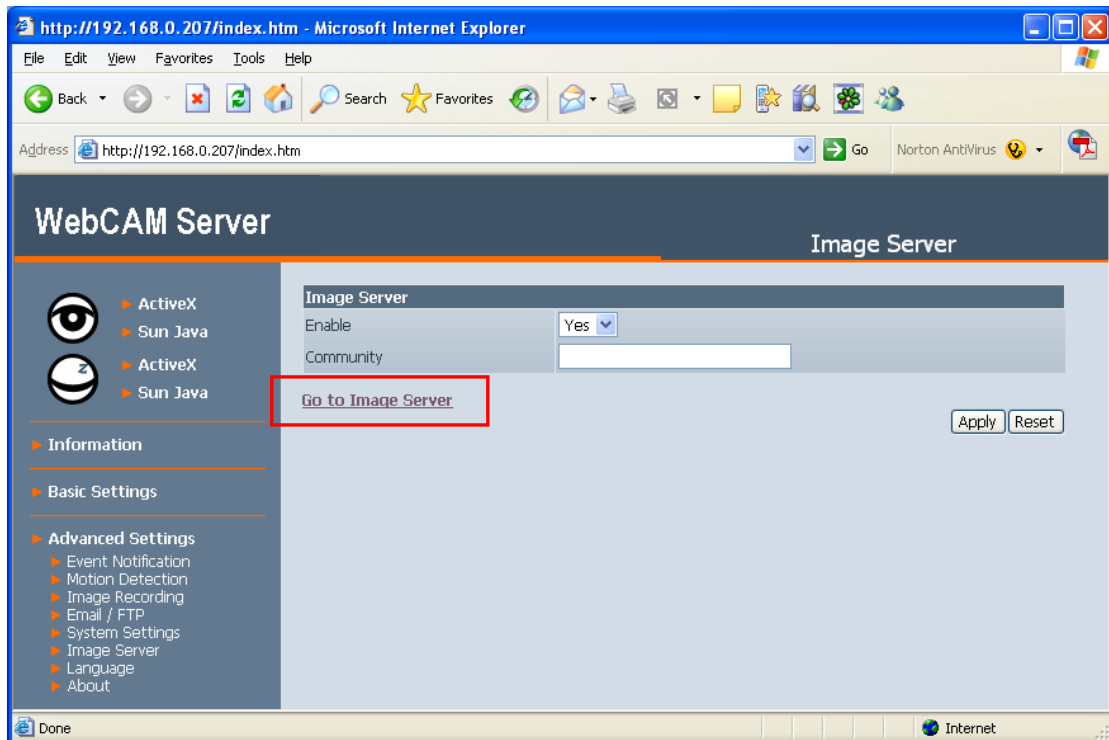 http://192.168.0.207/index.htm - Microsoft Internet Explorer
File Edit View Favorites Tools Help
Back Search Favorites
Address http://192.168.0.207/index.htm Go Norton AntiVirus
WebCAM Server
Image Server
ActiveX
Sun Java
z
ActiveX
Sun Java
Information
Basic Settings
Advanced Settings
Event Notification
Motion Detection
Image Recording
Email / FTP
System Settings
Image Server
Language
About
Image Server
Enable Yes
Community
Go to Image Server
Apply Reset
Done Internet